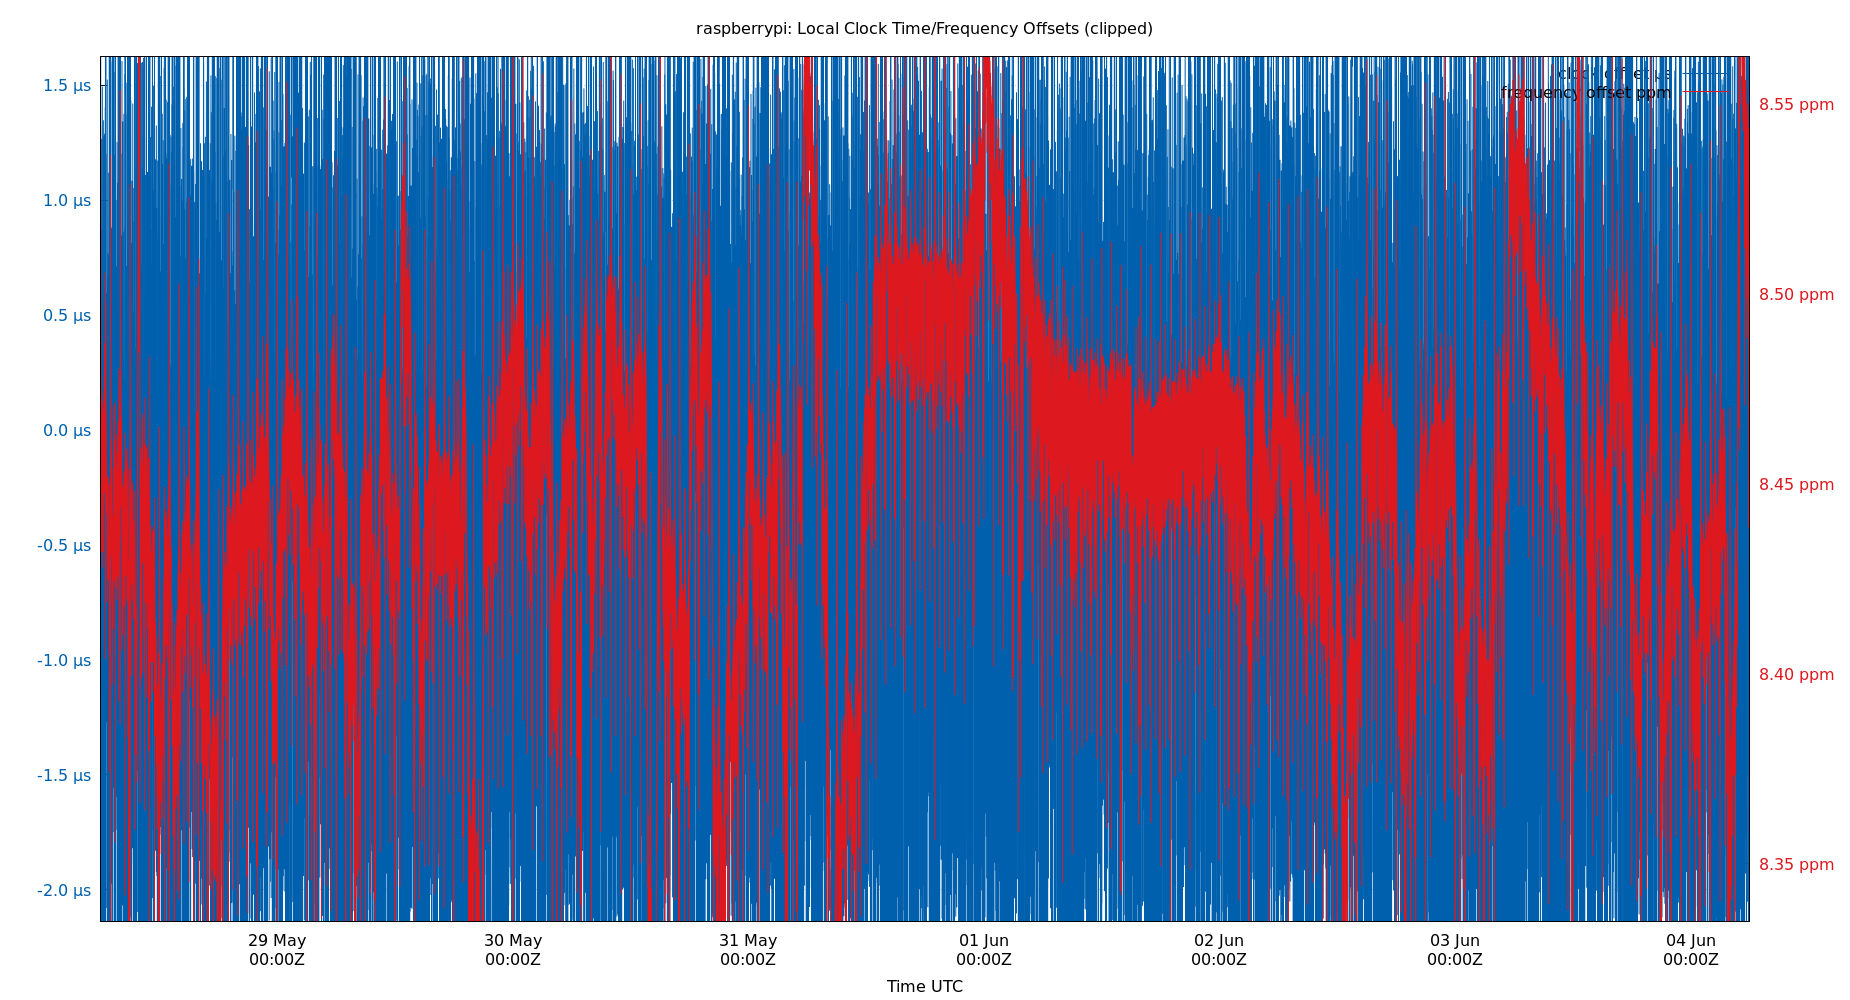 raspberrypi: Local Clock Time/Frequency Offsets (clipped)
clock offset µs
frequency offset ppm
1.5 µs
1.0 µs
0.5 µs
0.0 µs
-0.5 µs
-1.0 µs
-1.5 µs
-2.0 µs
8.55 ppm
8.50 ppm
8.45 ppm
8.40 ppm
8.35 ppm
29 May 30 May 31 May 01 Jun 02 Jun 03 Jun 04 Jun
00:00Z 00:00Z 00:00Z 00:00Z 00:00Z 00:00Z 00:00Z
Time UTC